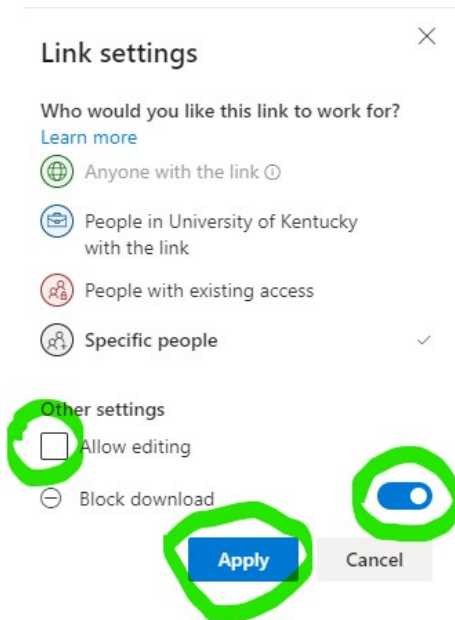 Link settings
Who would you like this link to work for?
Learn more
Anyone with the link
People in University of Kentucky
with the link
People with existing access
Specific people
Other settings
Allow editing
Block download
Apply
Cancel